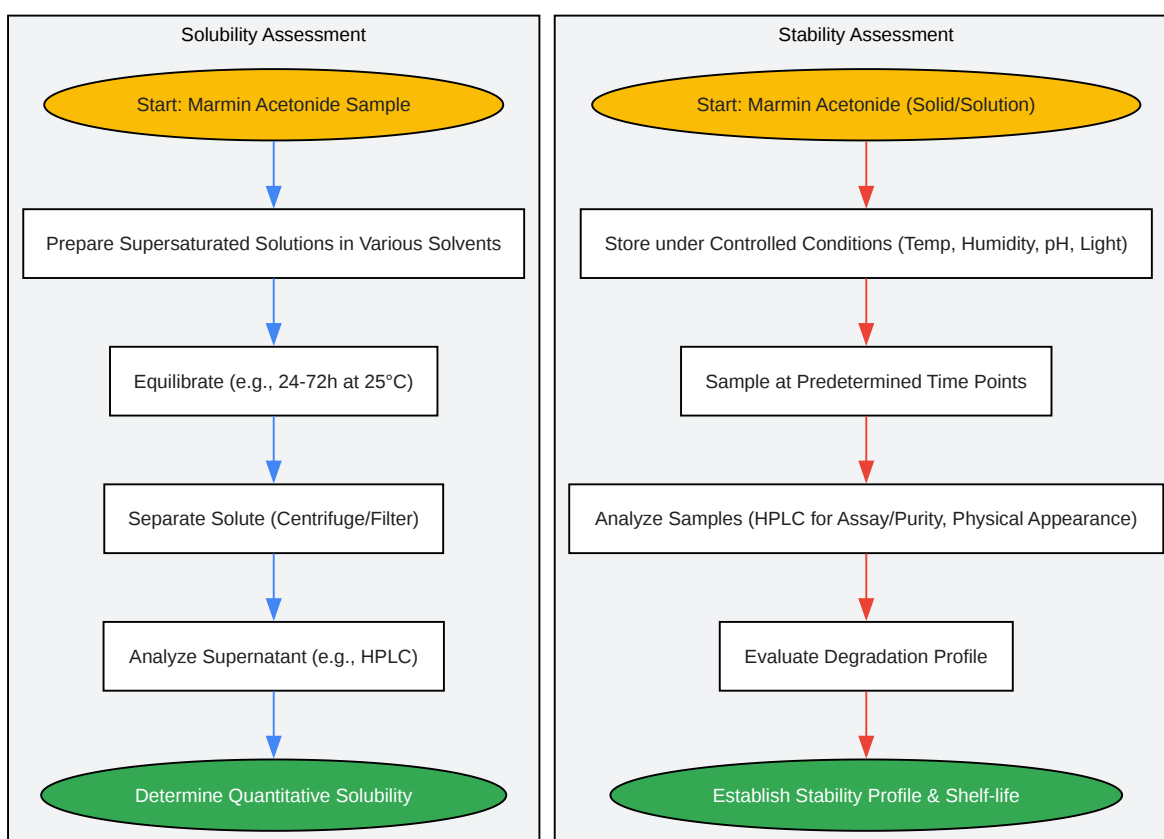 Solubility Assessment
Start: Marmin Acetonide Sample
Prepare Supersaturated Solutions in Various Solvents
Equilibrate (e.g., 24-72h at 25°C)
Separate Solute (Centrifuge/Filter)
Analyze Supernatant (e.g., HPLC)
Determine Quantitative Solubility
Stability Assessment
Start: Marmin Acetonide (Solid/Solution)
Store under Controlled Conditions (Temp, Humidity, pH, Light)
Sample at Predetermined Time Points
Analyze Samples (HPLC for Assay/Purity, Physical Appearance)
Evaluate Degradation Profile
Establish Stability Profile & Shelf-life